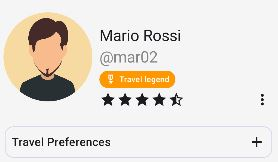 Mario Rossi
@mar02
Travel legend
Travel Preferences